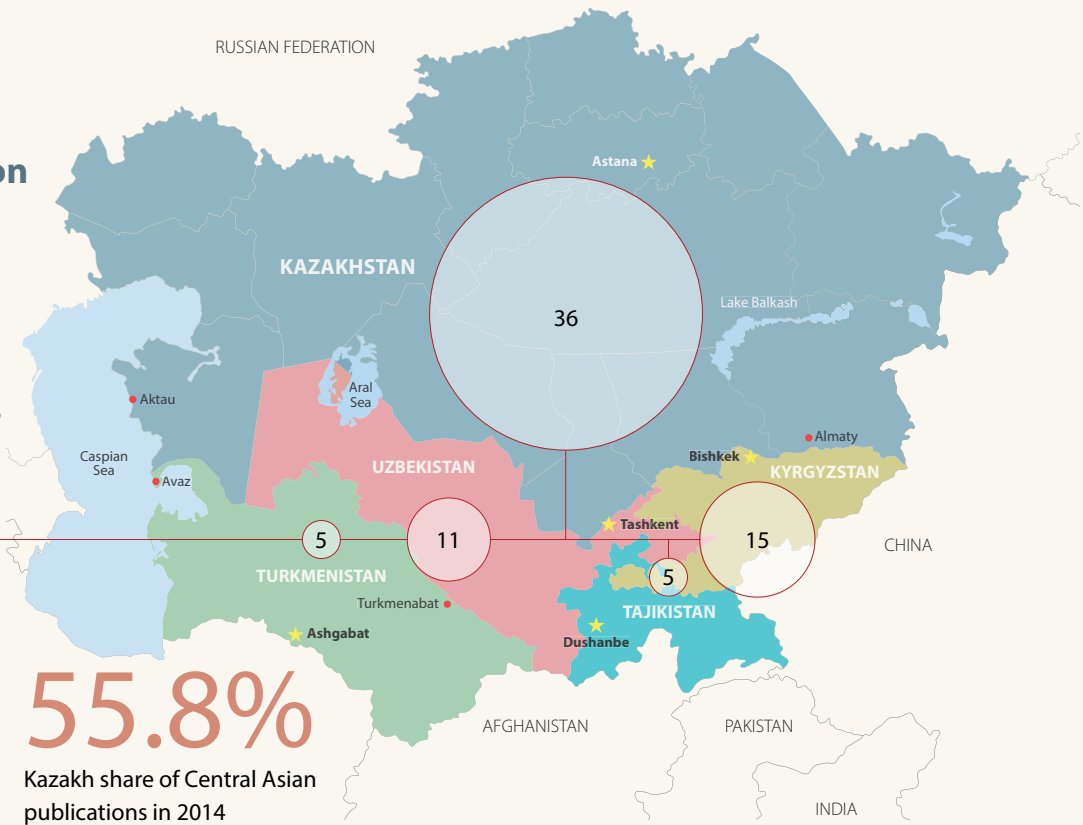 RUSSIAN FEDERATION
on
Astana
KAZAKHSTAN
36
Lake Balkash
Aral
Sea
Aktau
Almaty
Caspian
Sea
UZBEKISTAN
Bishkek
KYRGYZSTAN
Avaz
Tashkent
5
11
15
CHINA
TURKMENISTAN
5
Turkmenabat
TAJIKISTAN
Ashgabat
Dushanbe
55.8%
Kazakh share of Central Asian
publications in 2014
AFGHANISTAN
PAKISTAN
INDIA